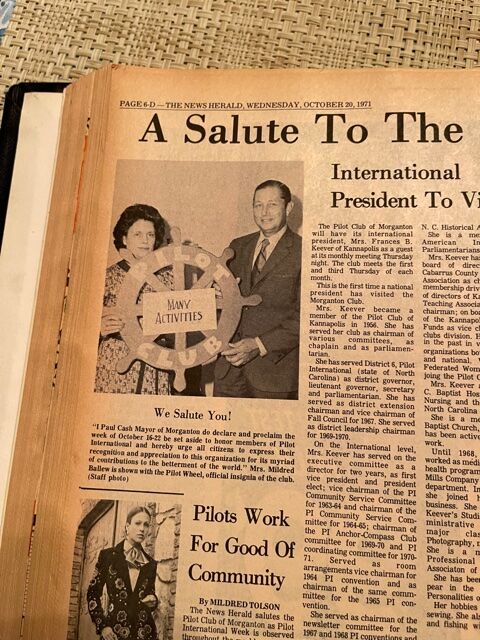 PAGE 6-D — THE NEWS HERALD, WEDNESDAY, OCTOBER 20, 1971
A Salute To The
PILOT
MANY
ACTIVITIES
CLUB
We Salute You!
"I Paul Cash Mayor of Morganton do declare and proclaim the
week of October 16-22 be set aside to honor members of Pilot
International and hereby urge all citizens to express their
recognition and appreciation to this organization for its myriad
of contributions to the betterment of the world." Mrs. Mildred
Ballew is shown with the Pilot Wheel, official insignia of the club.
(Staff photo)
Pilots Work
For Good Of
Community
By MILDRED TOLSON
The News Herald salutes the
Pilot Club of Morganton as Pilot
International Week is observed
throughout the
International
President To Vi
The Pilot Club of Morganton
will have its international
president, Mrs. Frances B.
Keever of Kannapolis as a guest
at its monthly meeting Thursday
night. The club meets the first
and third Thursday of each
month.
This is the first time a national
president has visited the
Morganton Club.
Mrs. Keever became a
member of the Pilot Club of
Kannapolis in 1956. She has
served her club as chairman of
various committees, as
chaplain and as parliamen-
tarian.
She has served District 6, Pilot
International (state of North
Carolina) as district governor,
lieutenant governor, secretary
and parliamentarian. She has
served as district extension
chairman and vice chairman of
Fall Council for 1967. She served
as district leadership chairman
for 1969-1970.
On the International level,
Mrs. Keever has served on the
executive committee as a
director for two years, as first
vice president and president
elect; vice chairman of the PI
Community Service Committee
for 1963-64 and chairman of the
PI Community Service Com-
mittee for 1964-65; chairman of
the PI Anchor-Compass Club
committee for 1969-70 and PI
coordinating committee for 1970-
71. Served as room
arrangements vice chairman for
1964 PI convention and as
chairman of the same comm-
mittee for the 1965 PI con-
vention.
She served as chairman of the
newsletter committee for the
1967 and 1968 PI conventions and
N. C. Historical A
She is a me
American In
Parliamentarians
Mrs. Keever has
board of direc
Cabarrus County
Association as ch
membership driv
of directors of K
Teaching Associa
chairman; on boa
of the Kannapol
Funds as vice ch
clubs division. H
in the past in v
organizations bo
and national,
Federated Wom
joing the Pilot C
Mrs. Keever
C. Baptist Hos
Nursing and th
North Carolina
She is a me
Baptist Church,
has been active
work.
Until 1968,
worked as medi
health program
Mills Company
department. In
she joined h
business. She
Keever's Studi
ministrative
major class
Photography,
She is a m
Professional
Associaton of
She has been
pear in the
Personalities o
Her hobbies
sewing. She al
and fishing wi